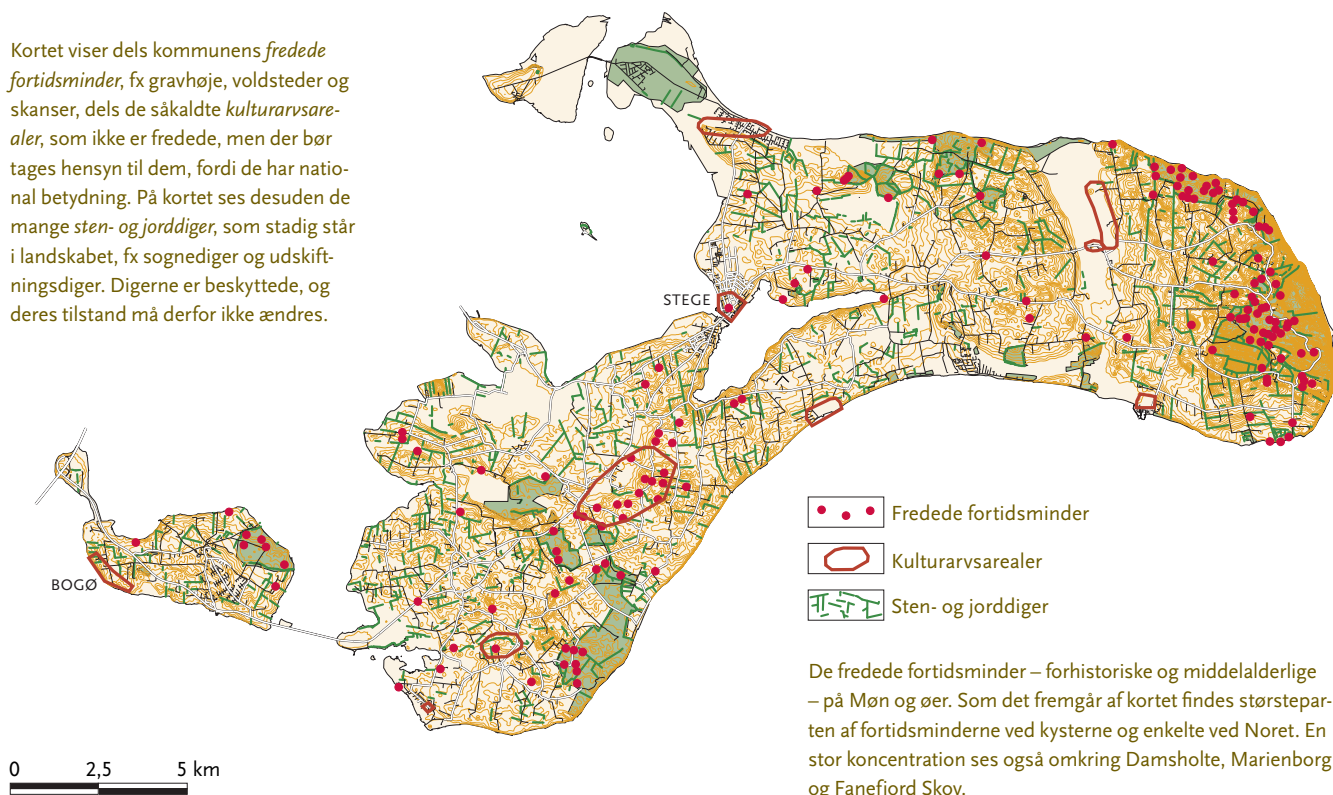 Kortet viser dels kommunens fredede
fortidsminder, fx gravhøje, voldsteder og
skanser, dels de såkaldte kulturarvsare-
aler, som ikke er fredede, men der bør
tages hensyn til dem, fordi de har natio-
nal betydning. På kortet ses desuden de
mange sten- og jorddiger, som stadig står
i landskabet, fx sognediger og udskift-
ningsdiger. Digerne er beskyttede, og
deres tilstand må derfor ikke ændres.
STEGE
BOGØ
Fredede fortidsminder
Kulturarvsarealer
Sten- og jorddiger
De fredede fortidsminder – forhistoriske og middelalderlige
– på Møn og øer. Som det fremgår af kortet findes størstepar-
ten af fortidsminderne ved kysterne og enkelte ved Noret. En
stor koncentration ses også omkring Damsholte, Marienborg
og Fanefjord Skov.
0 2,5 5 km